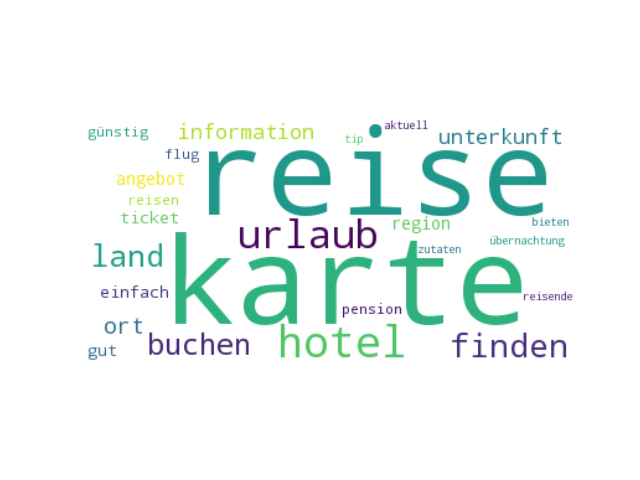 aktuell
günstig information tip unterkunft
flug reise
angebot
reisen
ticket region bieten
urlaub übernachtung
land zutaten
karte
einfach pension reisende
ort
gut buchen hotel finden